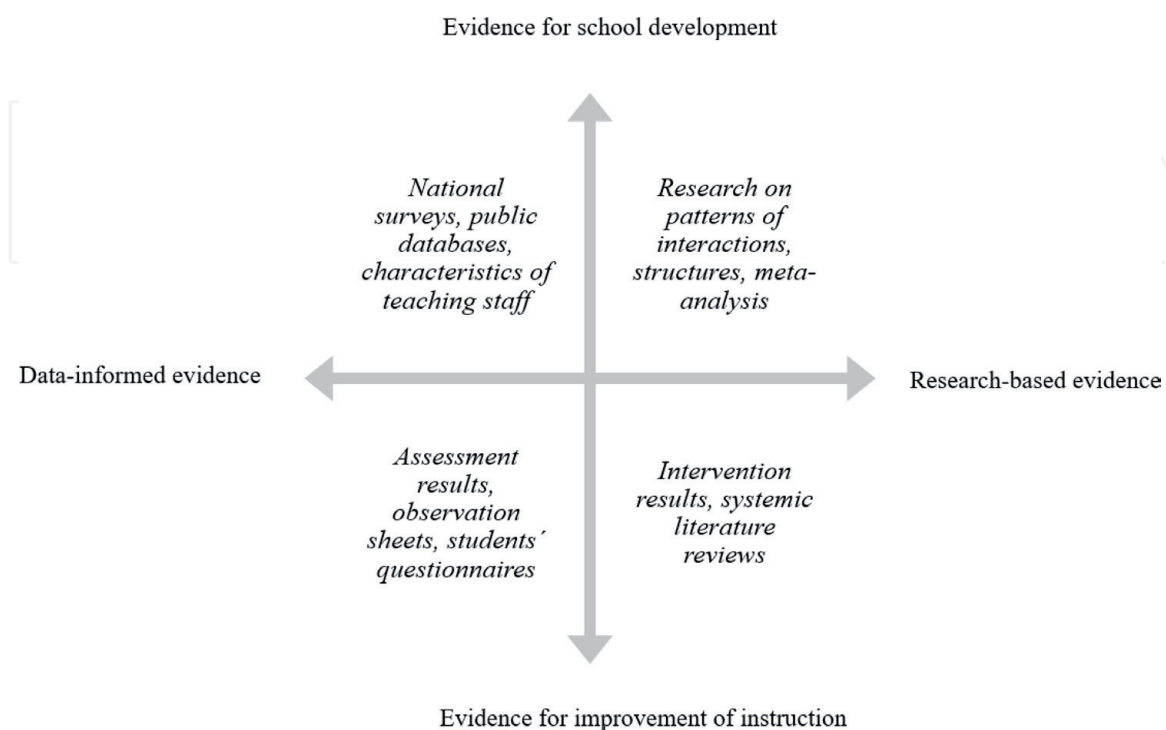 Evidence for school development
National
surveys, public
databases,
characteristics of
teaching staff
Research on
patterns of
interactions,
structures, meta-
analysis
Data-informed evidence
Research-based evidence
Assessment
results,
observation
sheets, students´
questionnaires
Intervention
results, systemic
literature
reviews
Evidence for improvement of instruction